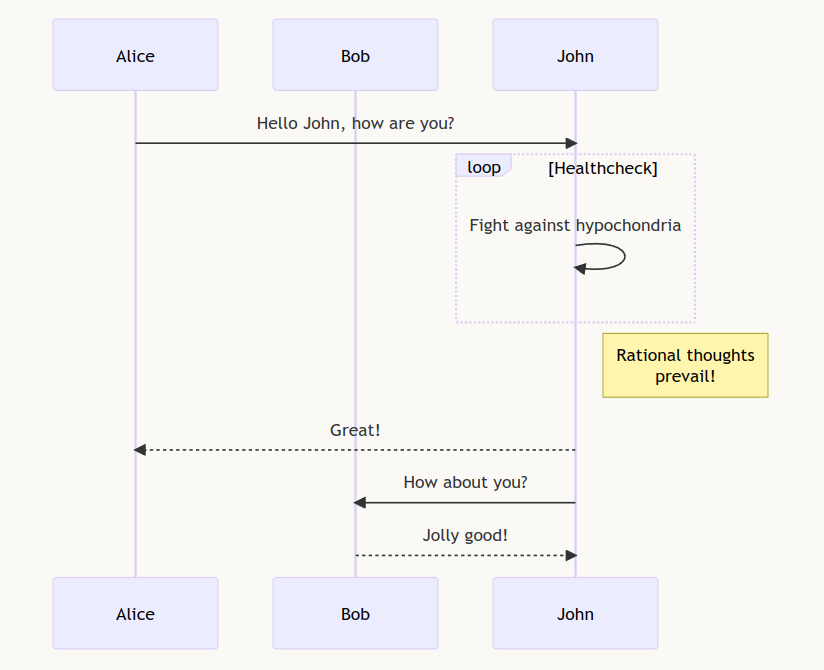 Alice
Bob
John
Hello John, how are you?
loop
[Healthcheck]
Fight against hypochondria
Rational thoughts
prevail!
Great!
How about you?
Jolly good!
Alice
Bob
John